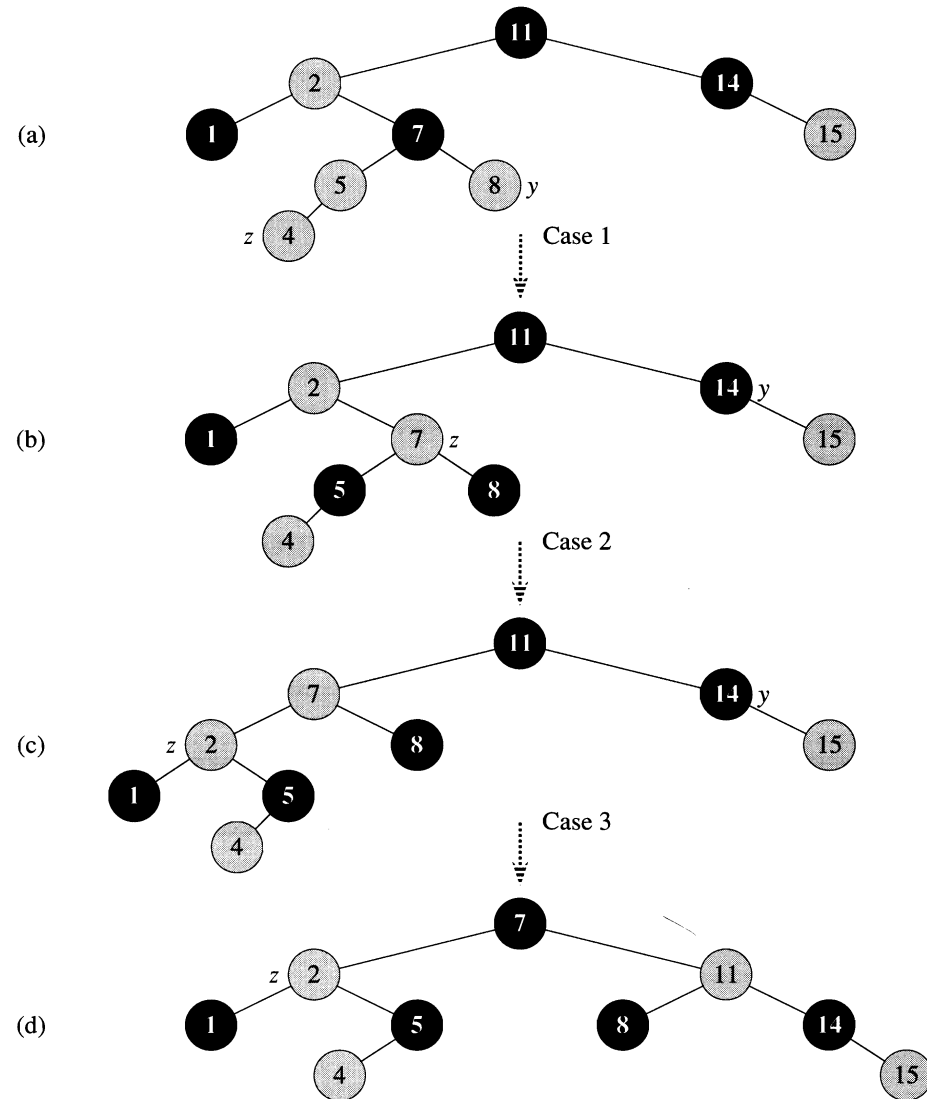 11
2 14
(a) 1 7 15
5 8 y
z 4
Case 1
11
2 14 y
(b) 1 7 z 15
5 8
4
Case 2
11
7 14 y
(c) z 2 8 15
1 5
4
Case 3
7
z 2 11
(d) 1 5 8 14
4 15